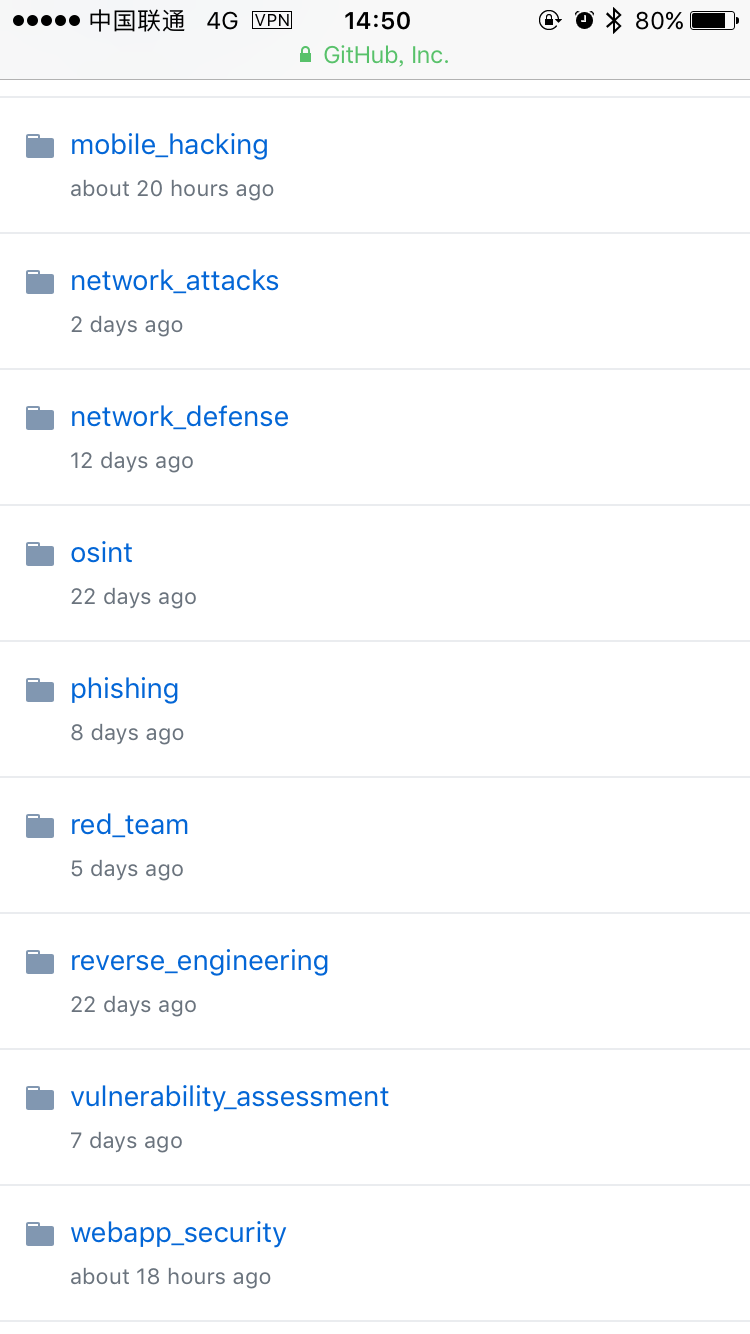 中国联通 4G VPN 14:50 80%
GitHub, Inc.
mobile_hacking
about 20 hours ago
network_attacks
2 days ago
network_defense
12 days ago
osint
22 days ago
phishing
8 days ago
red_team
5 days ago
reverse_engineering
22 days ago
vulnerability_assessment
7 days ago
webapp_security
about 18 hours ago